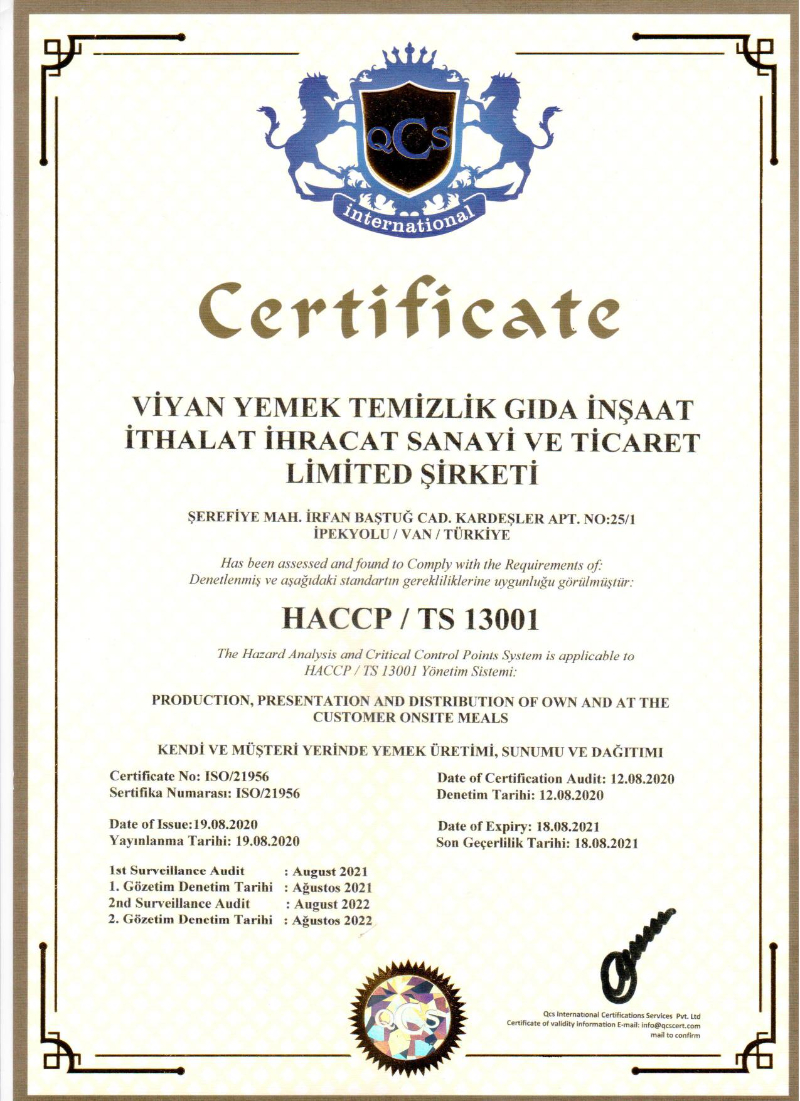 QCS
international
Certificate
VİYAN YEMEK TEMİZLİK GIDA İNŞAAT
İTHALAT İHRACAT SANAYİ VE TİCARET
LİMİTED ŞİRKETİ
ŞEREFİYE MAH. İRFAN BAŞTUĞ CAD. KARDEŞLER APT. NO:25/1
İPEKYOLU / VAN / TÜRKİYE
Has been assessed and found to Comply with the Requirements of:
Denetlenmiş ve aşağıdaki standartın gerekliliklerine uygunluğu görülmüştür:
HACCP / TS 13001
The Hazard Analysis and Critical Control Points System is applicable to
HACCP / TS 13001 Yönetim Sistemi:
PRODUCTION, PRESENTATION AND DISTRIBUTION OF OWN AND AT THE
CUSTOMER ONSITE MEALS
KENDİ VE MÜŞTERİ YERİNDE YEMEK ÜRETİMİ, SUNUMU VE DAĞITIMI
Certificate No: ISO/21956
Sertifika Numarası: ISO/21956
Date of Certification Audit: 12.08.2020
Denetim Tarihi: 12.08.2020
Date of Issue:19.08.2020
Yayınlanma Tarihi: 19.08.2020
Date of Expiry: 18.08.2021
Son Geçerlilik Tarihi: 18.08.2021
1st Surveillance Audit : August 2021
1. Gözetim Denetim Tarihi : Ağustos 2021
2nd Surveillance Audit : August 2022
2. Gözetim Denetim Tarihi : Ağustos 2022
QCS
Qcs International Certifications Services Pvt. Ltd
Certificate of validity information E-mail: info@qcscert.com
mail to confirm